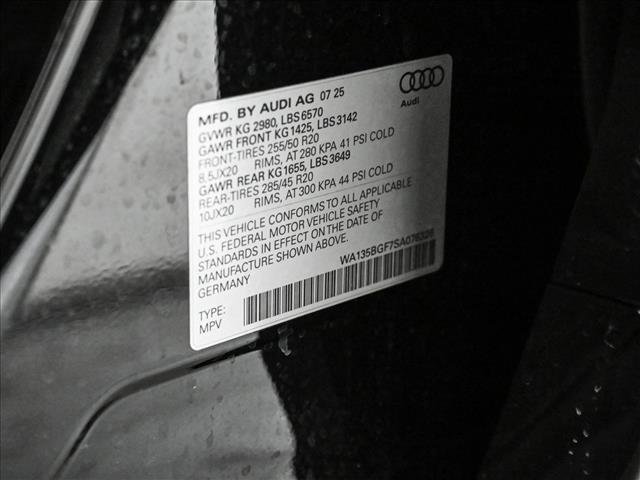 MFD. BY AUDI AG 07 25
GVWR KG 2980, LBS 6570
GAWR FRONT KG 1425, LBS 3142
FRONT-TIRES 255/50 R20
8.5JX20 RIMS, AT 280 KPA 41 PSI COLD
GAWR REAR KG 1655, LBS 3649
REAR-TIRES 285/45 R20
10JX20 RIMS, AT 300 KPA 44 PSI COLD
THIS VEHICLE CONFORMS TO ALL APPLICABLE
U.S. FEDERAL MOTOR VEHICLE SAFETY
STANDARDS IN EFFECT ON THE DATE OF
MANUFACTURE SHOWN ABOVE.
GERMANY
WA135BGF7SA076326
TYPE:
MPV
Audi